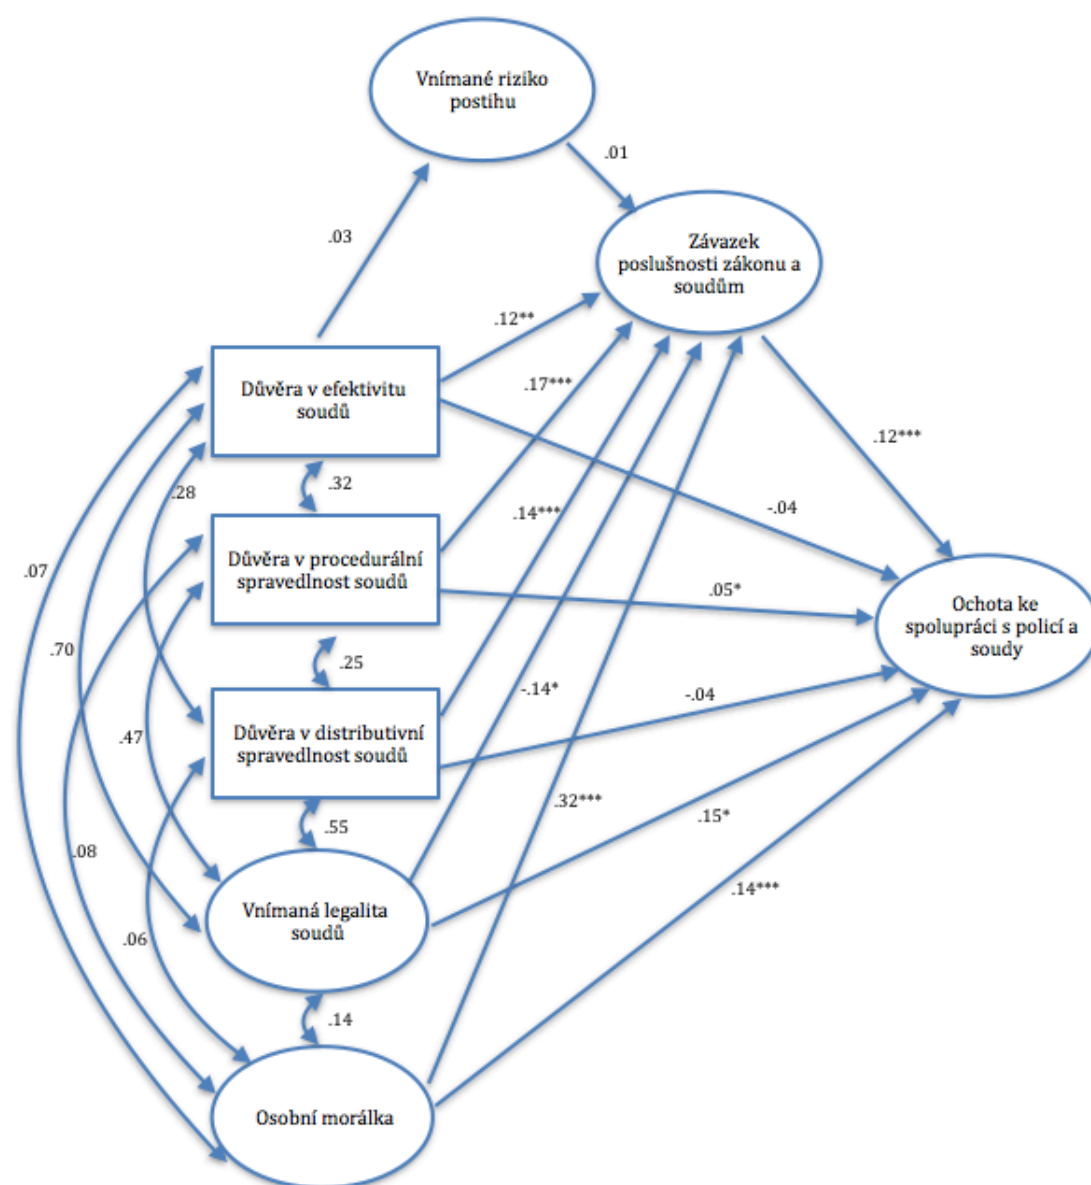 Vnímané riziko
postihu
.01
.03
Závazek
poslušnosti zákonu a
soudům
.12**
Důvěra v efektivitu
soudů
.17***
.12***
.28
.32
.14***
-.04
Důvěra v procedurální
spravedlnost soudů
.07
.05*
Ochota ke
spolupráci s policí a
soudy
.70
.25
-.14*
-.04
Důvěra v distributivní
spravedlnost soudů
.47
.32***
.15*
.55
.08
.14***
Vnímaná legalita
soudů
.06
.14
Osobní morálka